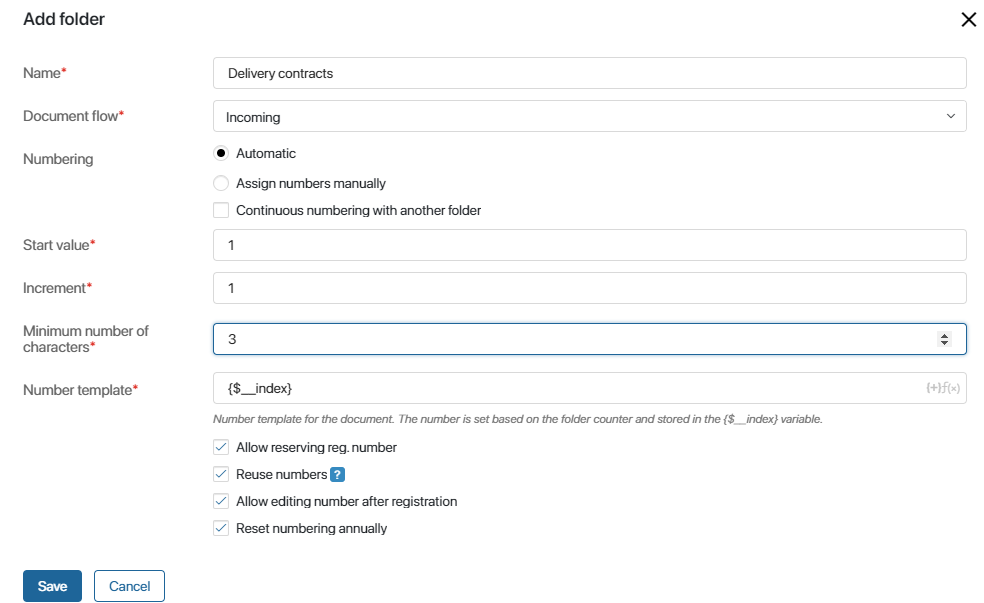 Add folder
Name*
Delivery contracts
Document flow*
Incoming
Numbering
Automatic
Assign numbers manually
Continuous numbering with another folder
Start value*
1
Increment*
1
Minimum number of
characters*
3
Number template*
{$__index}
{+}f(x)
Number template for the document. The number is set based on the folder counter and stored in the {$__index} variable.
Allow reserving reg. number
Reuse numbers ?
Allow editing number after registration
Reset numbering annually
Save
Cancel